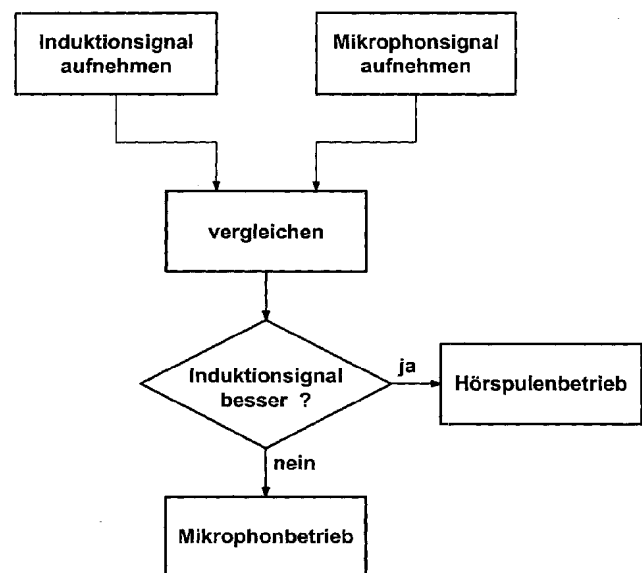 Induktionsignal
aufnehmen
Mikrophonsignal
aufnehmen
vergleichen
Induktionsignal
besser ?
ja
Hörspulenbetrieb
nein
Mikrophonbetrieb